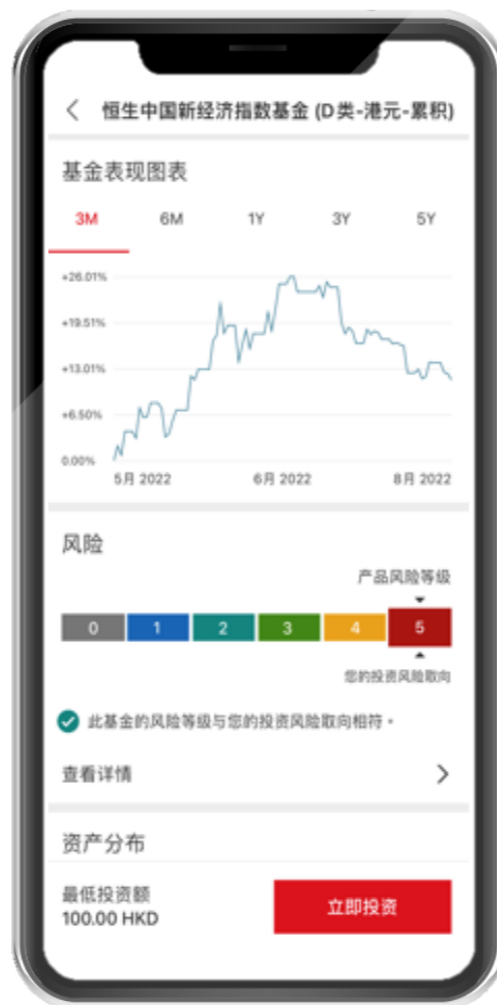 恒生中国新经济指数基金 (D类-港元-累积)
基金表现图表
3M 6M 1Y 3Y 5Y
+26.01%
+19.51%
+13.01%
+6.50%
0.00%
5月 2022 6月 2022 8月 2022
风险
产品风险等级
0 1 2 3 4 5
您的投资风险取向
此基金的风险等级与您的投资风险取向相符。
查看详情
资产分布
最低投资额
100.00 HKD
立即投资